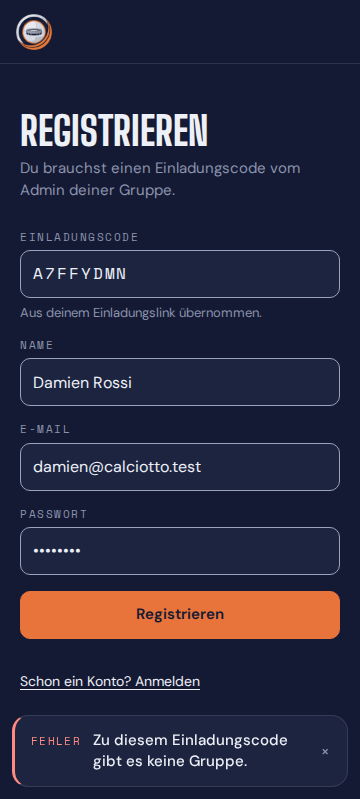 REGISTRIEREN
Du brauchst einen Einladungscode vom
Admin deiner Gruppe.
EINLADUNGSCODE
A7FFYDMN
Aus deinem Einladungslink übernommen.
NAME
Damien Rossi
E-MAIL
damien@calciotto.test
PASSWORT
••••••••
Registrieren
Schon ein Konto? Anmelden
FEHLER
Zu diesem Einladungscode
gibt es keine Gruppe.
×